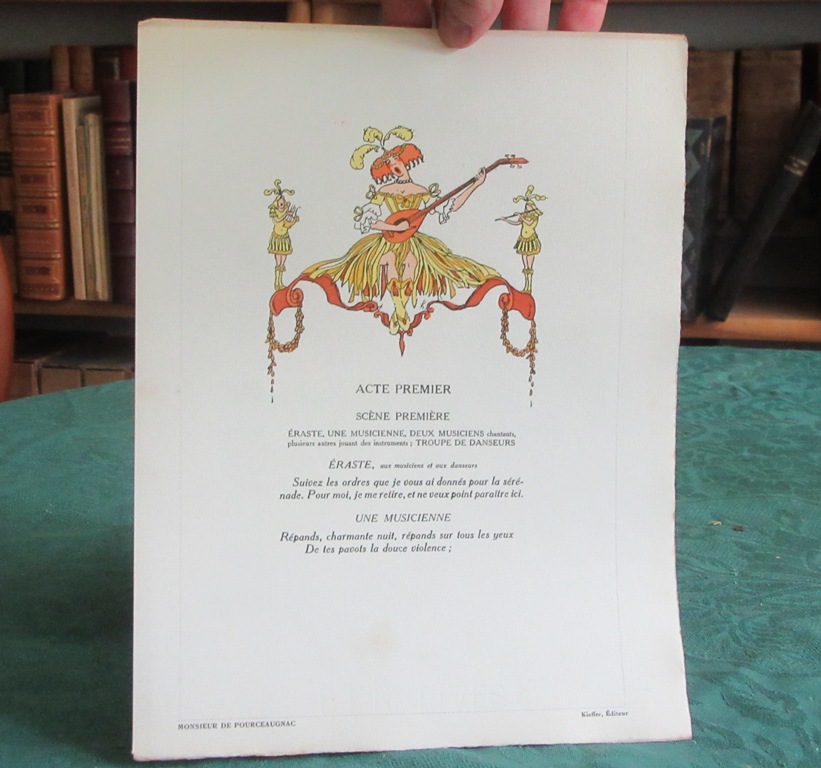 ACTE PREMIER
SCÈNE PREMIÈRE
ÉRASTE, UNE MUSICIENNE, DEUX MUSICIENS chantants,
plusieurs autres jouant des instruments ; TROUPE DE DANSEURS
ÉRASTE, aux musiciens et aux danseurs
Suivez les ordres que je vous ai donnés pour la séré-
nade. Pour moi, je me retire, et ne veux point paraître ici.
UNE MUSICIENNE
Répands, charmante nuit, répands sur tous les yeux
De tes pavots la douce violence ;
MONSIEUR DE POURCEAUGNAC
Kieffer, Éditeur